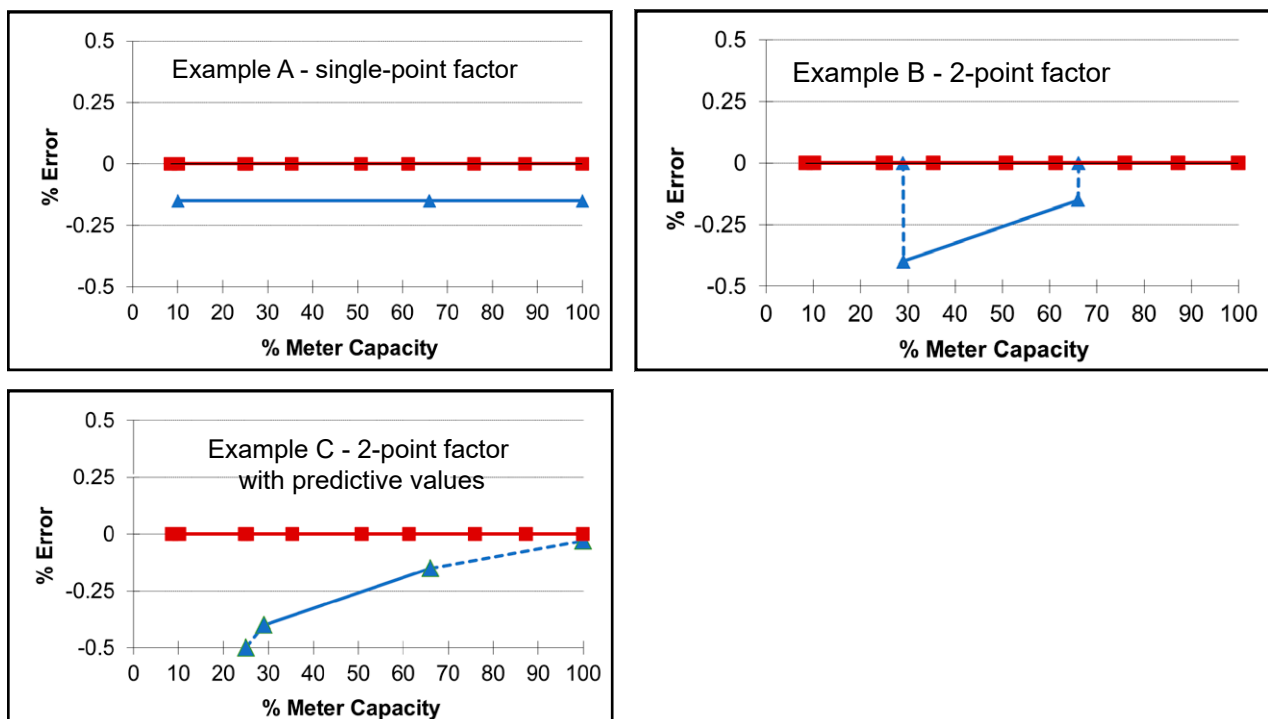 Example A - single-point factor
% Error
0.5
0.25
0
-0.25
-0.5
0 10 20 30 40 50 60 70 80 90 100
% Meter Capacity
Example B - 2-point factor
% Error
0.5
0.25
0
-0.25
-0.5
0 10 20 30 40 50 60 70 80 90 100
% Meter Capacity
Example C - 2-point factor
with predictive values
% Error
0.5
0.25
0
-0.25
-0.5
0 10 20 30 40 50 60 70 80 90 100
% Meter Capacity